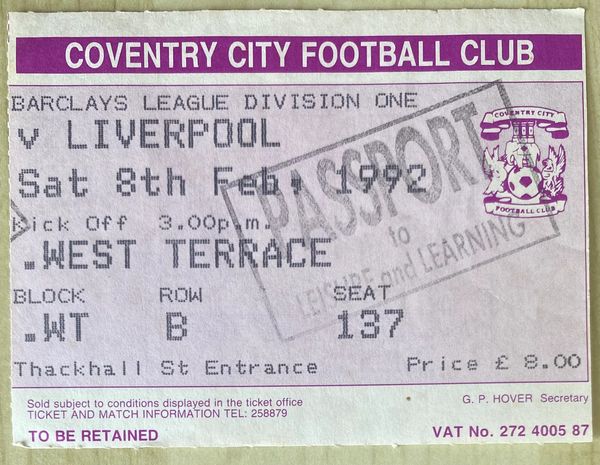 COVENTRY CITY FOOTBALL CLUB
BARCLAYS LEAGUE DIVISION ONE
v LIVERPOOL
Sat 8th Feb. 1992
Kick Off 3.00p.m.
.WEST TERRACE
PASSPORT
to
LEISURE and LEARNING
COVENTRY CITY
FOOTBALL CLUB
BLOCK ROW SEAT
.WT B 137
Thackhall St Entrance Price £ 8.00
Sold subject to conditions displayed in the ticket office
TICKET AND MATCH INFORMATION TEL: 258879
G. P. HOVER Secretary
TO BE RETAINED
VAT No. 272 4005 87